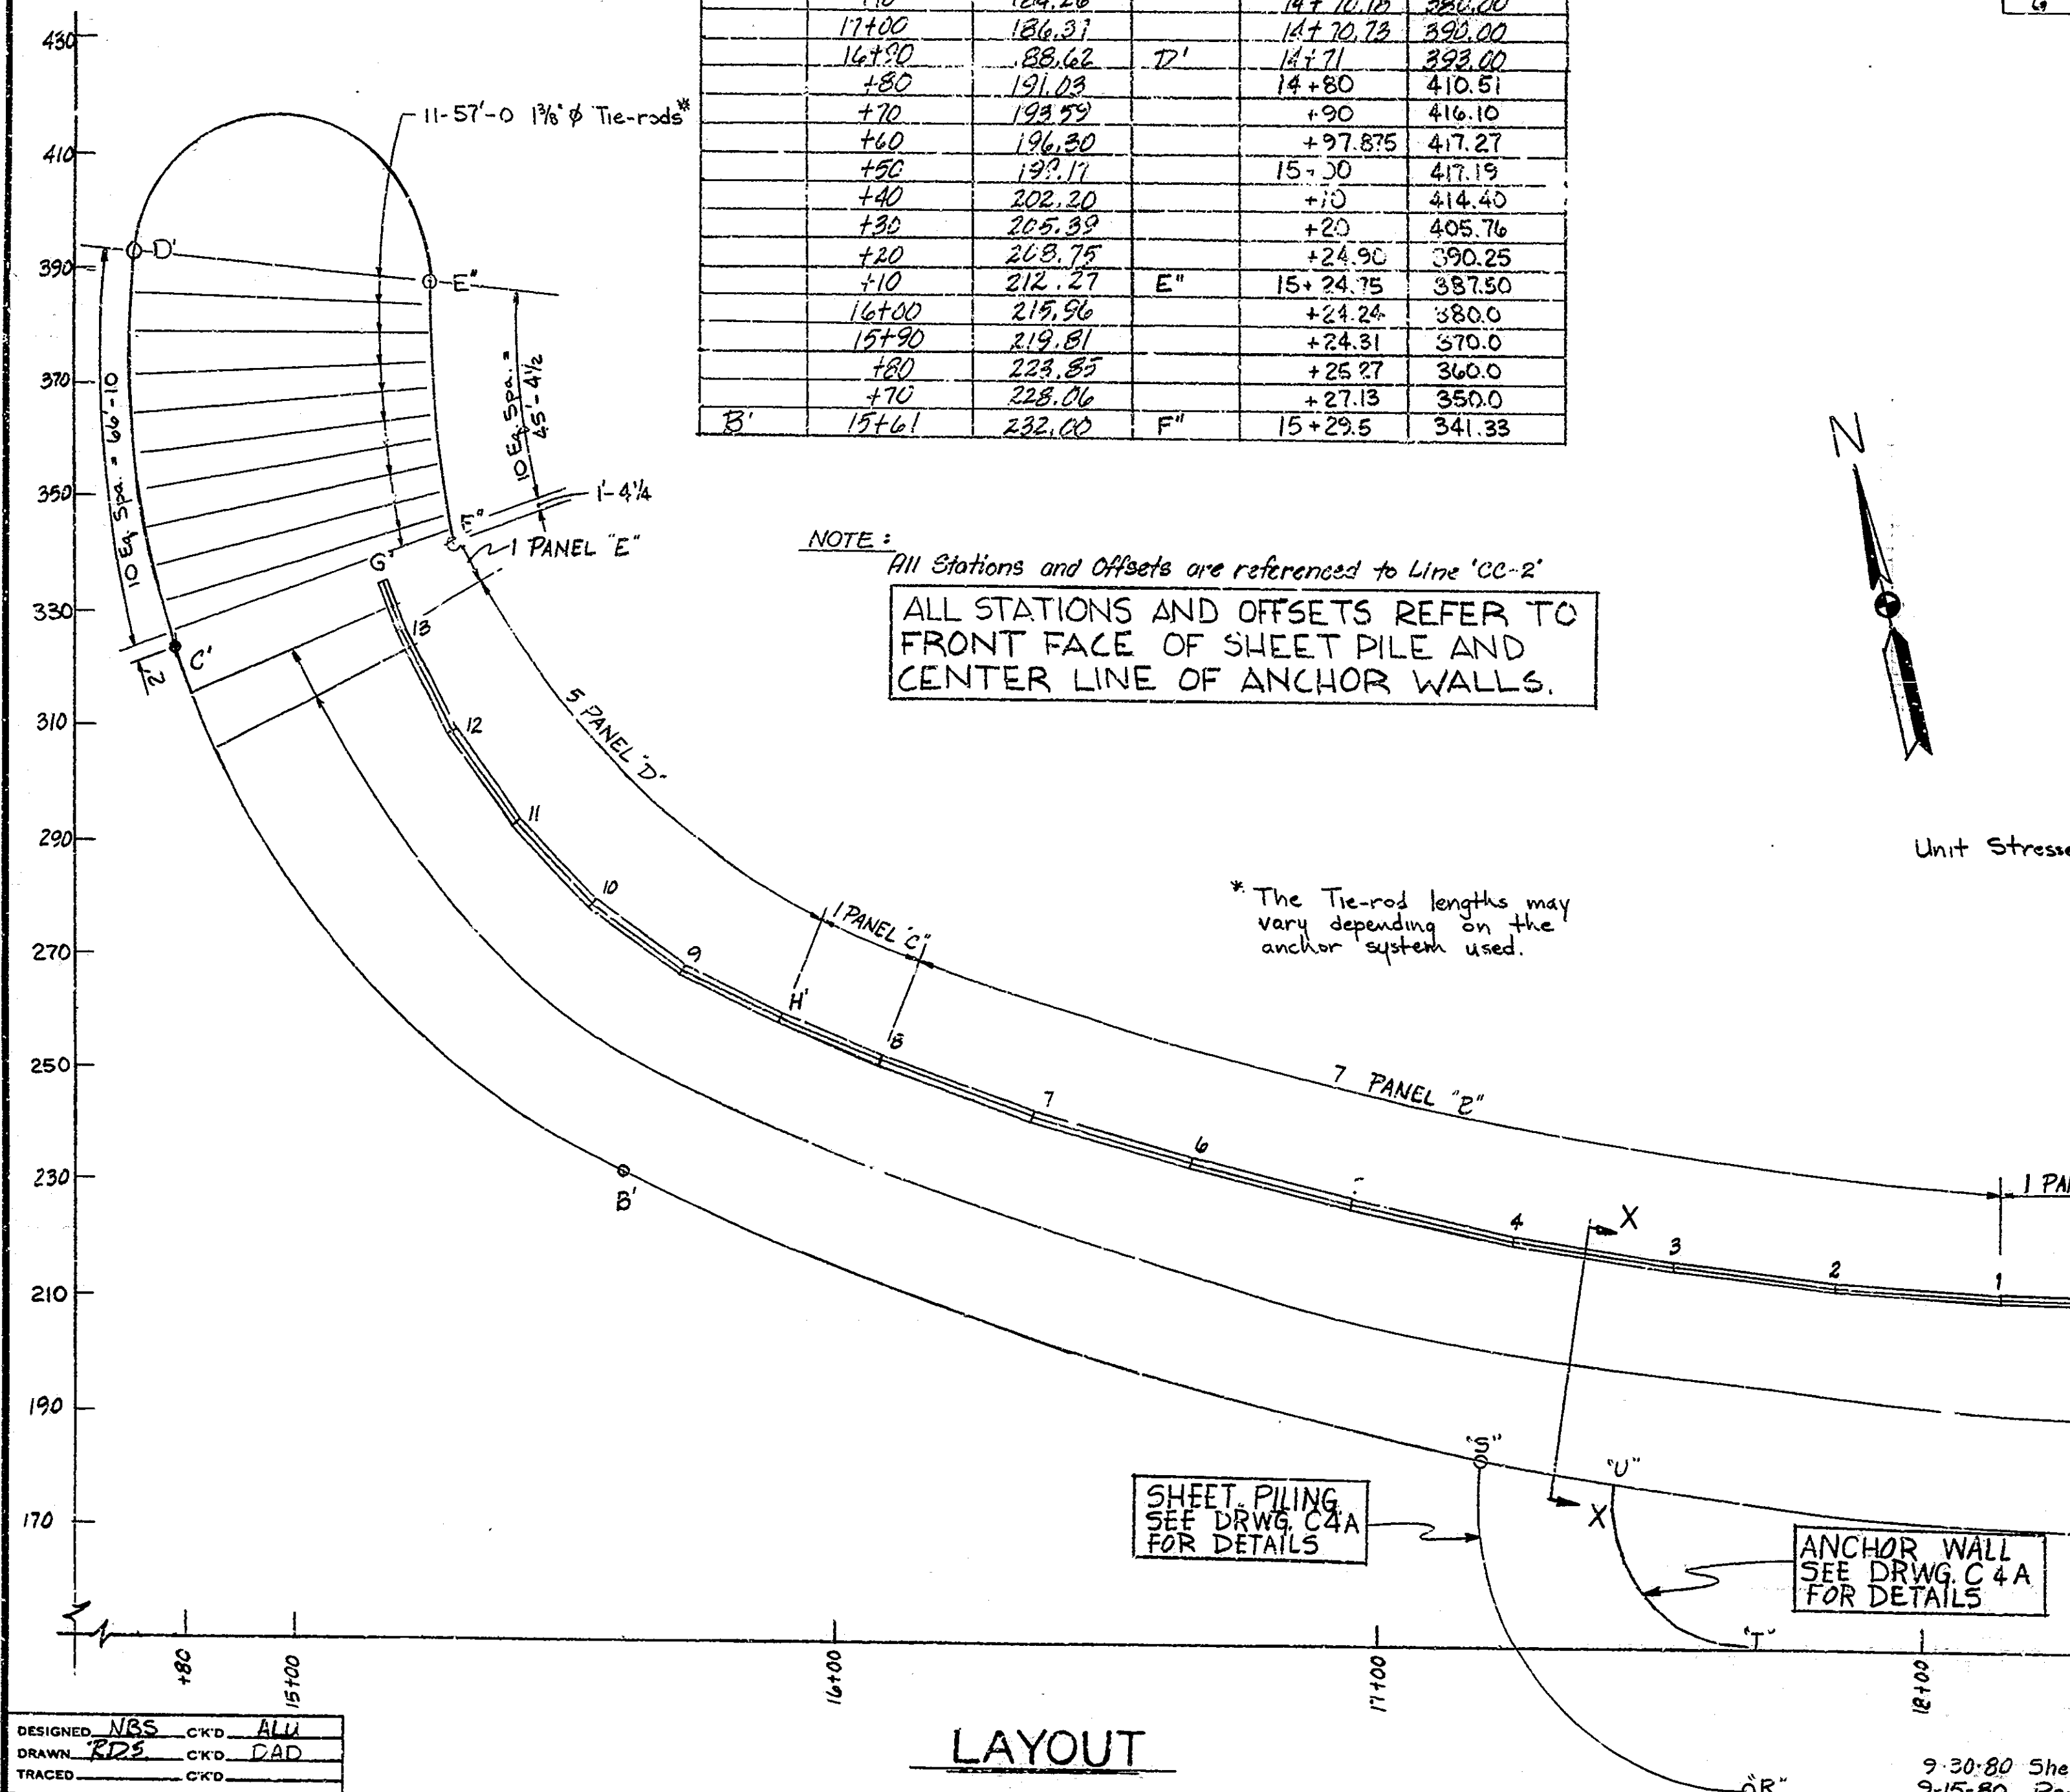 17+00 186.37 14+70.73 390.00
88.62 D' 14+71 393.00
+80 191.03 14+80 410.51
+70 193.59 +90 416.10
+60 196.30 +97.875 417.27
+50 417.19
+40 202.20 +10 414.40
+30 205.39 +20 405.76
+20 208.75 +24.90 390.25
+10 212.27 E" 15+24.75 387.50
16+00 215.96 +24.24 380.0
15+90 219.81 +24.31 370.0
+80 223.85 +25.27 360.0
+70 228.06 +27.13 350.0
B' 15+61 232.00 F" 15+29.5 341.33
430
410
390
370
350
330
310
290
270
250
230
210
190
170
11-57'-0 1⅜" φ Tie-rods*
D'
E"
10 Eq. Spa. = 66'-10
10 Eq. Spa. = 45'-4½
1'-4¼
F"
1 PANEL "E"
G'
C'
2'
13
12
11
10
9
H'
8
7
6
4
3
2
1
5 PANEL "D"
1 PANEL "C"
7 PANEL "B"
1 PA
B'
NOTE:
All Stations and Offsets are referenced to Line 'CC-2'
ALL STATIONS AND OFFSETS REFER TO
FRONT FACE OF SHEET PILE AND
CENTER LINE OF ANCHOR WALLS.
N
Unit Stresse
* The Tie-rod lengths may
vary depending on the
anchor system used.
X
X
"S"
"U"
"T"
"R"
SHEET PILING
SEE DRWG. C4A
FOR DETAILS
ANCHOR WALL
SEE DRWG. C4A
FOR DETAILS
+80
15+00
16+00
17+00
18+00
LAYOUT
DESIGNED NBS C'K'D ALU
DRAWN RDS C'K'D DAD
TRACED C'K'D
9-30-80 She
9-15-80